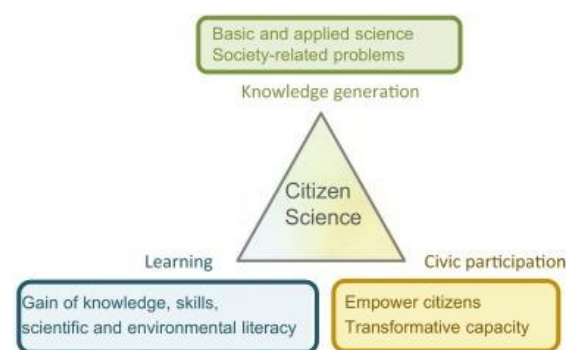 Basic and applied science
Society-related problems
Knowledge generation
Citizen
Science
Learning
Civic participation
Gain of knowledge, skills,
scientific and environmental literacy
Empower citizens
Transformative capacity